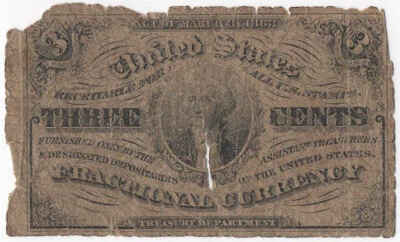 ACT OF MARCH 3, 1863
3 3
United States
RECEIVABLE FOR ALL U.S. STAMPS.
THREE CENTS
FURNISHED ONLY BY THE ASSISTANT TREASURERS
& DESIGNATED DEPOSITARIES OF THE UNITED STATES.
FRACTIONAL CURRENCY
TREASURY DEPARTMENT